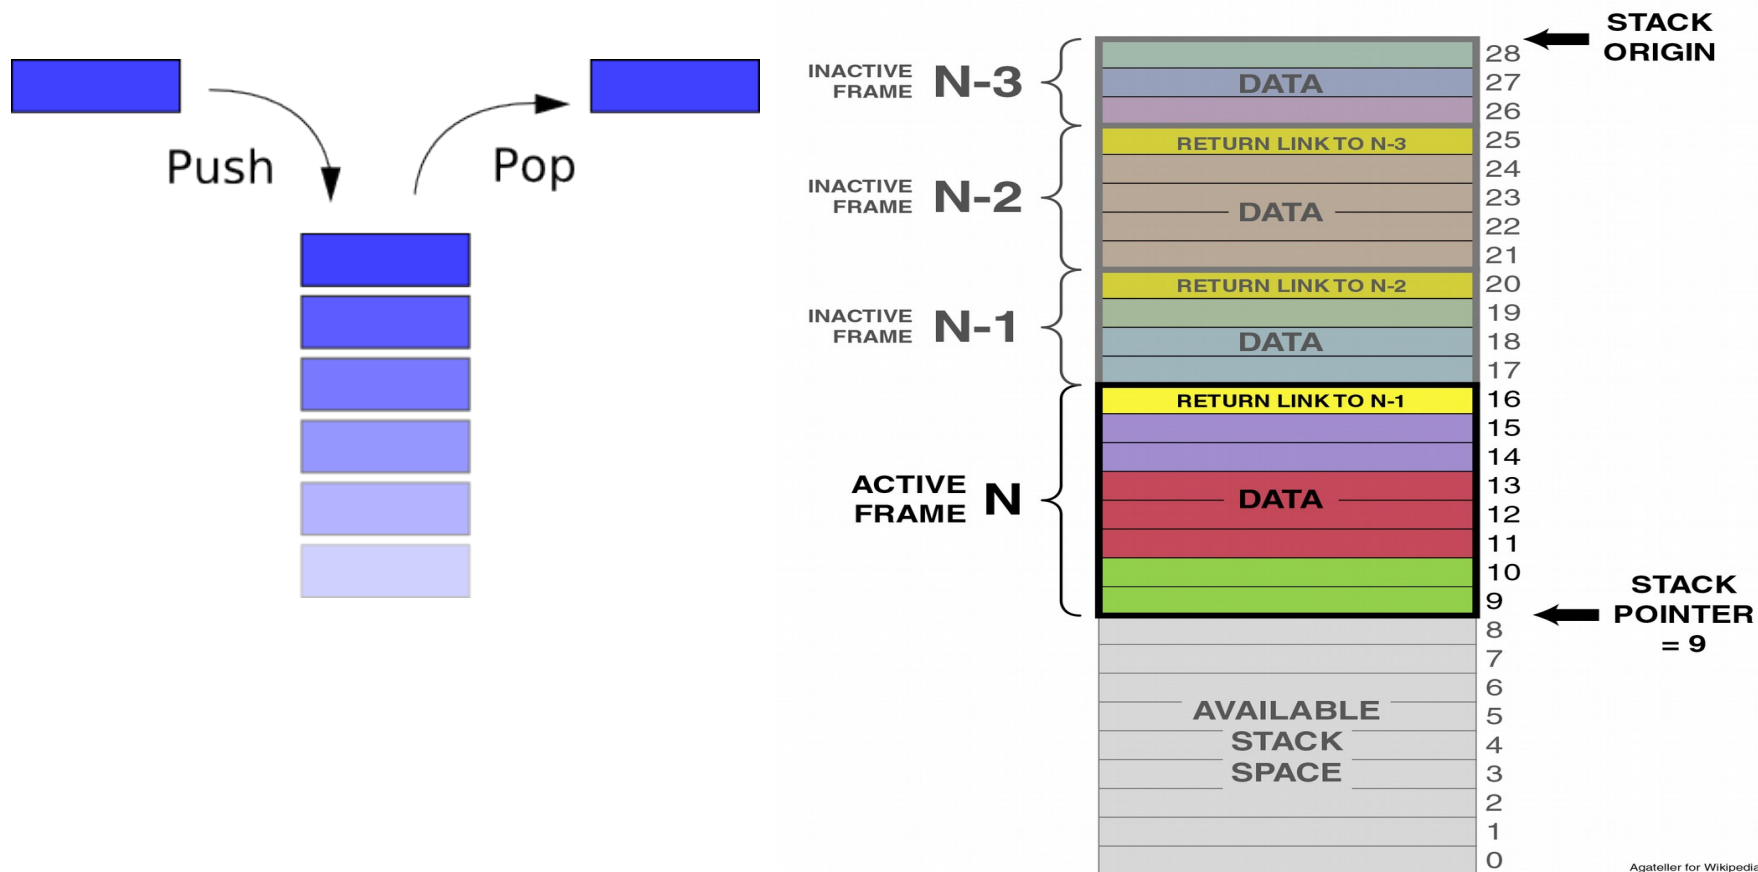 Push
Pop
STACK
ORIGIN
INACTIVE
FRAME
N-3
DATA
28
27
26
INACTIVE
FRAME
N-2
RETURN LINK TO N-3
DATA
25
24
23
22
21
INACTIVE
FRAME
N-1
RETURN LINK TO N-2
DATA
20
19
18
17
ACTIVE
FRAME
N
RETURN LINK TO N-1
DATA
16
15
14
13
12
11
10
9
STACK
POINTER
= 9
AVAILABLE
STACK
SPACE
8
7
6
5
4
3
2
1
0
Agateller for Wikipedia